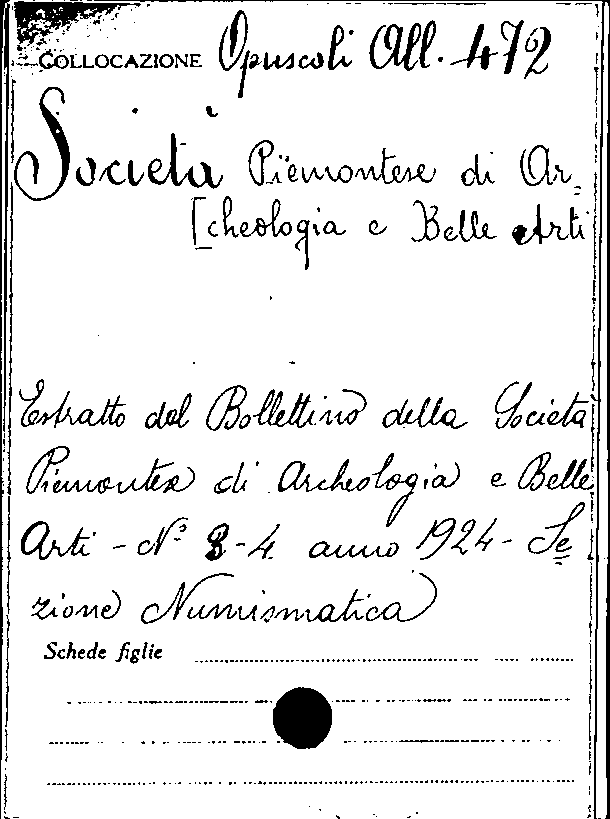 COLLOCAZIONE Opuscoli All. 472
Società Piemontese di Ar=
[cheologia e Belle Arti
Estratto dal Bollettino della Società
Piemontese di Archeologia e Belle
Arti - N° 3-4 anno 1924 - Se=
zione Numismatica
Schede figlie